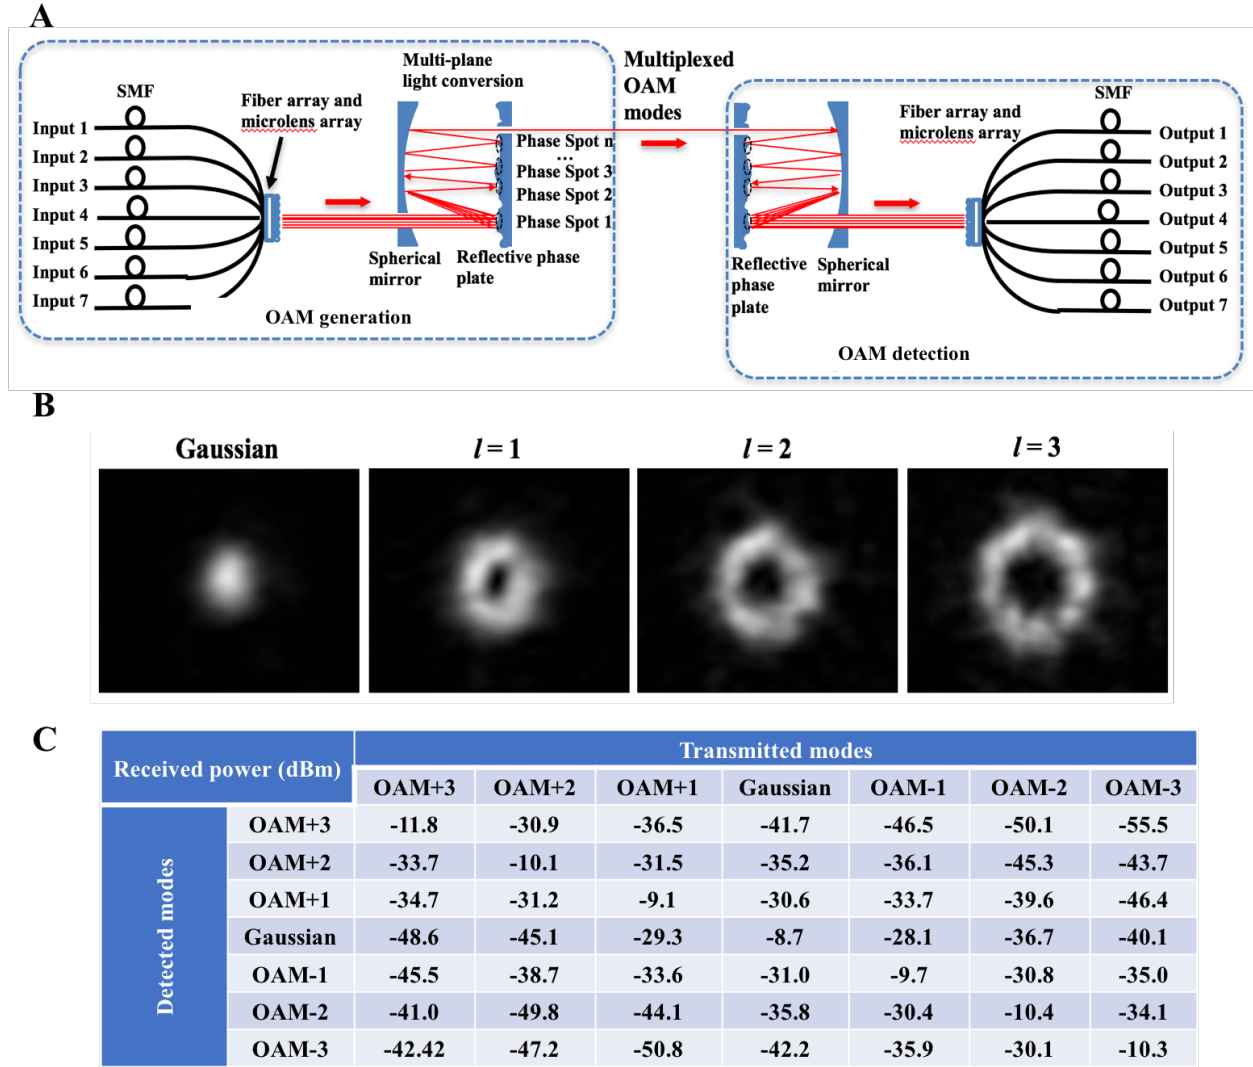 A
Multi-plane
light conversion
Multiplexed
OAM
modes
SMF
Fiber array and
microlens array
Input 1
Input 2
Input 3
Input 4
Input 5
Input 6
Input 7
Phase Spot n
...
Phase Spot 3
Phase Spot 2
Phase Spot 1
Spherical
mirror
Reflective phase
plate
OAM generation
SMF
Fiber array and
microlens array
Output 1
Output 2
Output 3
Output 4
Output 5
Output 6
Output 7
Reflective
phase
plate
Spherical
mirror
OAM detection
B
Gaussian l = 1 l = 2 l = 3
C
Received power (dBm) Transmitted modes
OAM+3 OAM+2 OAM+1 Gaussian OAM-1 OAM-2 OAM-3
Detected modes
OAM+3 -11.8 -30.9 -36.5 -41.7 -46.5 -50.1 -55.5
OAM+2 -33.7 -10.1 -31.5 -35.2 -36.1 -45.3 -43.7
OAM+1 -34.7 -31.2 -9.1 -30.6 -33.7 -39.6 -46.4
Gaussian -48.6 -45.1 -29.3 -8.7 -28.1 -36.7 -40.1
OAM-1 -45.5 -38.7 -33.6 -31.0 -9.7 -30.8 -35.0
OAM-2 -41.0 -49.8 -44.1 -35.8 -30.4 -10.4 -34.1
OAM-3 -42.42 -47.2 -50.8 -42.2 -35.9 -30.1 -10.3